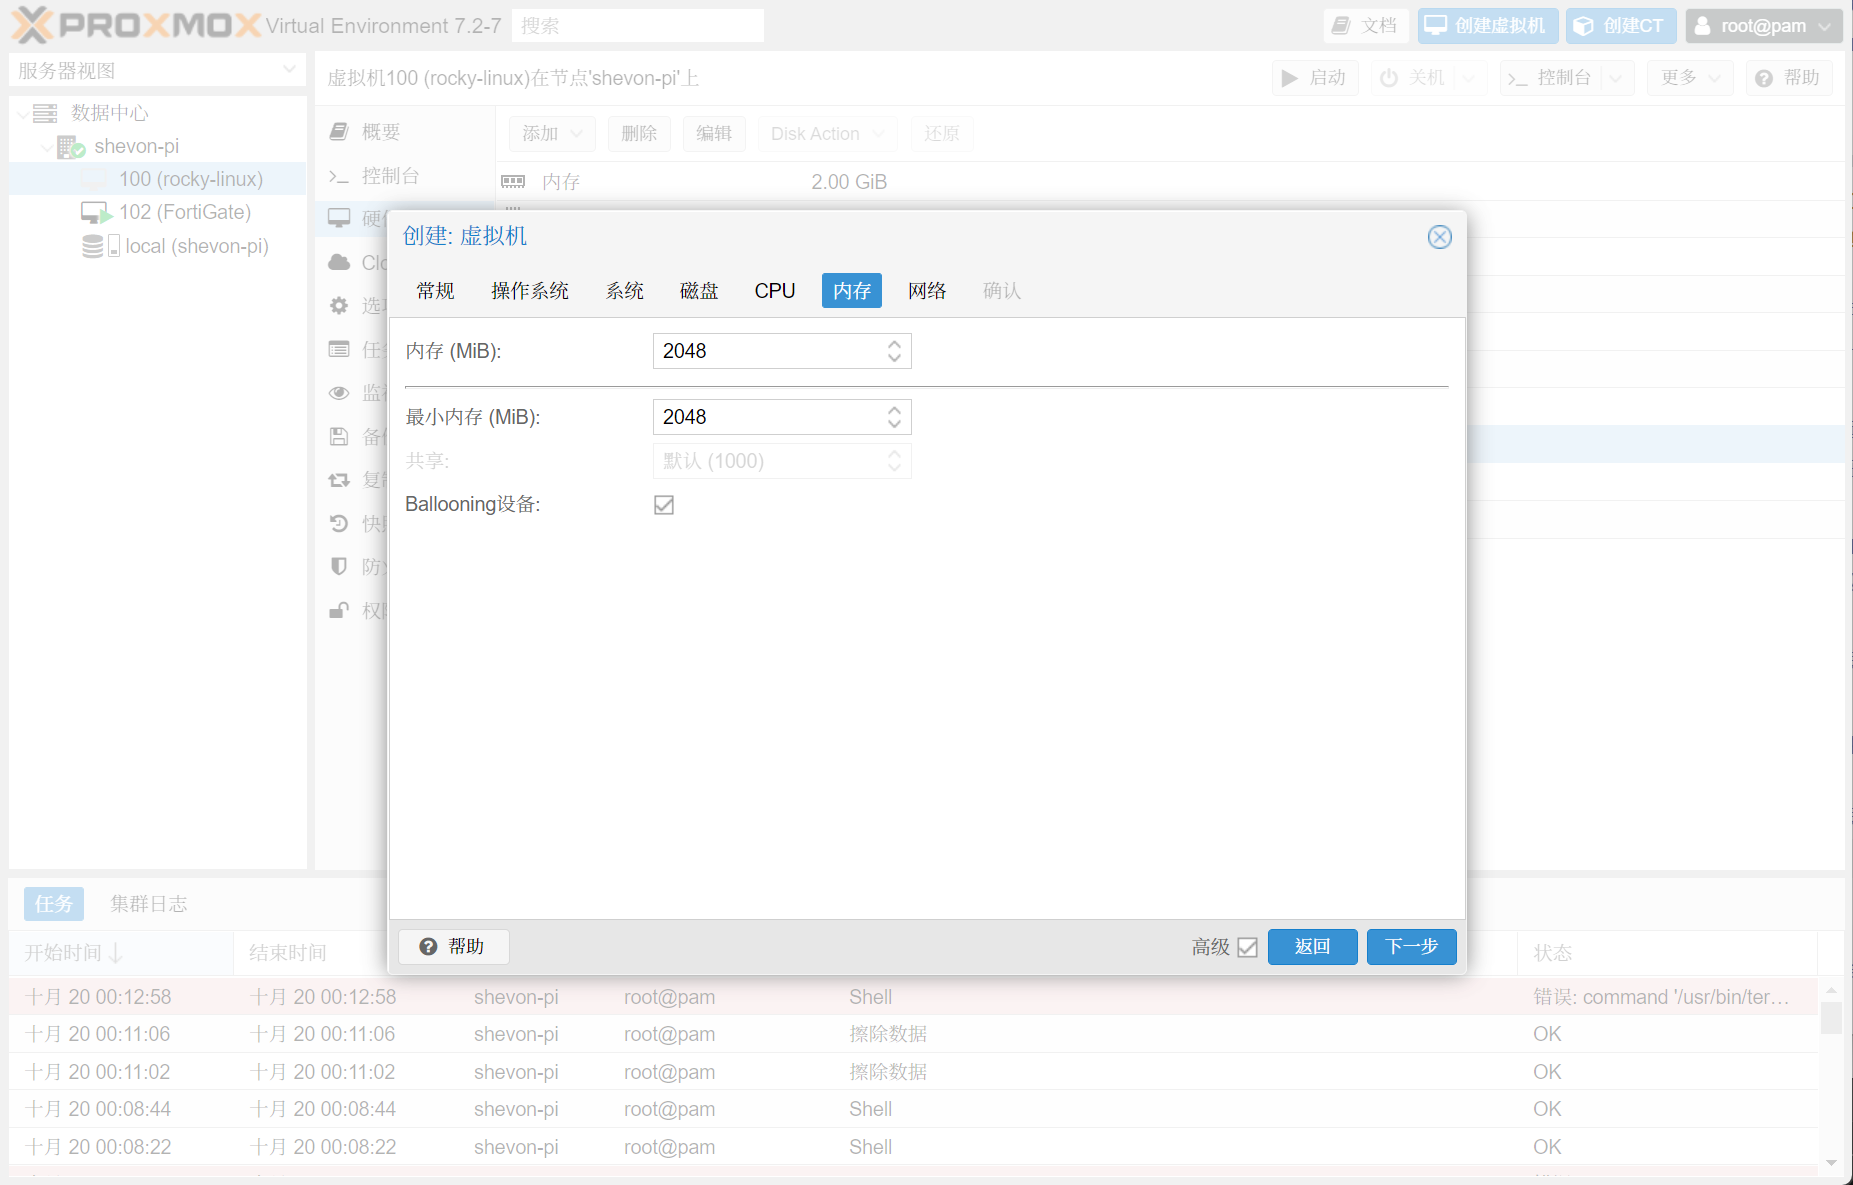 PROXMOX Virtual Environment 7.2-7 搜索 文档 创建虚拟机 创建CT root@pam
服务器视图
数据中心
shevon-pi
100 (rocky-linux)
102 (FortiGate)
local (shevon-pi)
虚拟机100 (rocky-linux)在节点'shevon-pi'上 启动 关机 控制台 更多 帮助
概要
控制台
添加 删除 编辑 Disk Action 还原
内存 2.00 GiB
创建: 虚拟机
常规 操作系统 系统 磁盘 CPU 内存 网络 确认
内存 (MiB): 2048
最小内存 (MiB): 2048
共享: 默认 (1000)
Ballooning设备:
帮助 高级 返回 下一步
任务 集群日志
开始时间 结束时间 状态
十月 20 00:12:58 十月 20 00:12:58 shevon-pi root@pam Shell 错误: command '/usr/bin/ter...
十月 20 00:11:06 十月 20 00:11:06 shevon-pi root@pam 擦除数据 OK
十月 20 00:11:02 十月 20 00:11:02 shevon-pi root@pam 擦除数据 OK
十月 20 00:08:44 十月 20 00:08:44 shevon-pi root@pam Shell OK
十月 20 00:08:22 十月 20 00:08:22 shevon-pi root@pam Shell OK